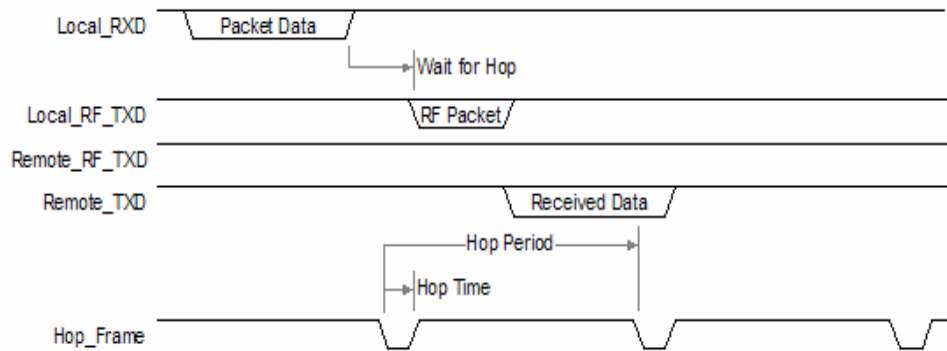 Local_RXD
Packet Data
Wait for Hop
Local_RF_TXD
RF Packet
Remote_RF_TXD
Remote_TXD
Received Data
Hop Period
Hop Time
Hop_Frame